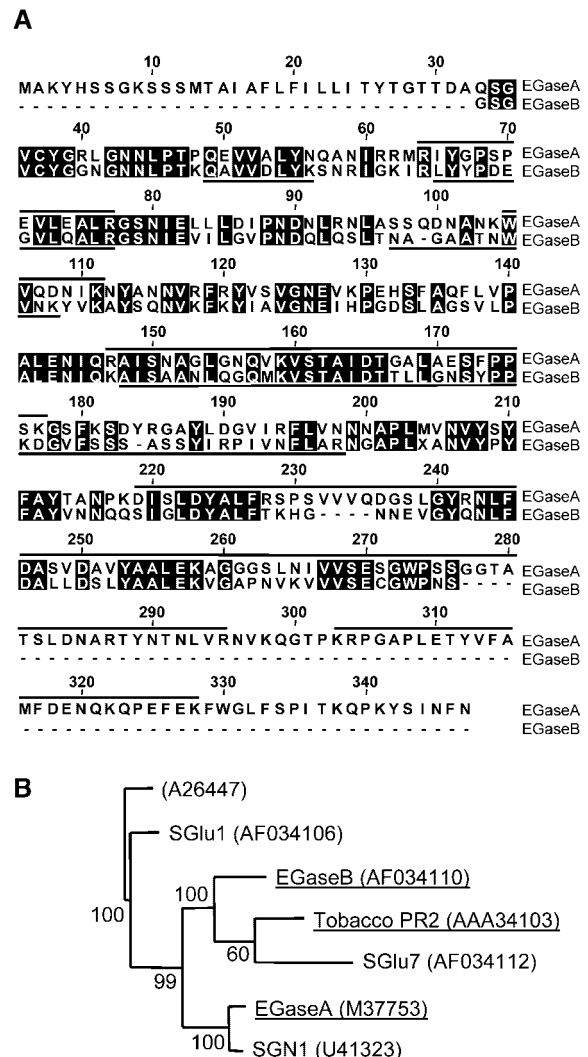 A
10 20 30
MAKYHSSGKSSSMTAIAFLFILLITYTGTTDAQSG EGaseA
--------------------------------GSG EGaseB
40 50 60 70
VCYGRLGNNLPTPQEVVALYNQANIRRMRIYGPSP EGaseA
VCYGGNGNNLPTKQAVVDLYKSNRIGKIRLYYPDE EGaseB
80 90 100
EVLEALRGSNIELLLDIPNDNLRNLASSQDNANKW EGaseA
GVLQALRGSNIEVILGVPNDQLQSLTNA-GAATNW EGaseB
110 120 130 140
VQDNIKNYANNVRFRYVSVGNEVKPEHSFAQFLVP EGaseA
VNKYVKAYSQNVKFKYIAVGNEIHPGDSLAGSVLP EGaseB
150 160 170
ALENIQRAISNAGLGNQVKVSTAIDTGALAESFPP EGaseA
ALENIQKAISAANLQGQMKVSTAIDTTLLGNSYPP EGaseB
180 190 200 210
SKGSFKSDYRGAYLDGVIRFLVNNNAPLMVNVYSY EGaseA
KDGVFSSS-ASSYIRPIVNFLARNGAPLXANVYPY EGaseB
220 230 240
FAYTANPKDISLDYALFRSPSVVVQDGSLGYRNLF EGaseA
FAYVNNQQSIGLDYALFTKHG----NNEVGYQNLF EGaseB
250 260 270 280
DASVDAVYAALEKAGGGSLNIVVSESGWPSSGGTA EGaseA
DALLDSLYAALEKVGAPNVKVVVSECGWPNS---- EGaseB
290 300 310
TSLDNARTYNTNLVRNVKQGTPKRPGAPLETYVFA EGaseA
----------------------------------- EGaseB
320 330 340
MFDENQKQPEFEKFWGLFSPITKQPKYSINFN EGaseA
-------------------------------- EGaseB
B
(A26447)
SGlu1 (AF034106)
EGaseB (AF034110)
100
Tobacco PR2 (AAA34103)
100
60
SGlu7 (AF034112)
99
EGaseA (M37753)
100
SGN1 (U41323)